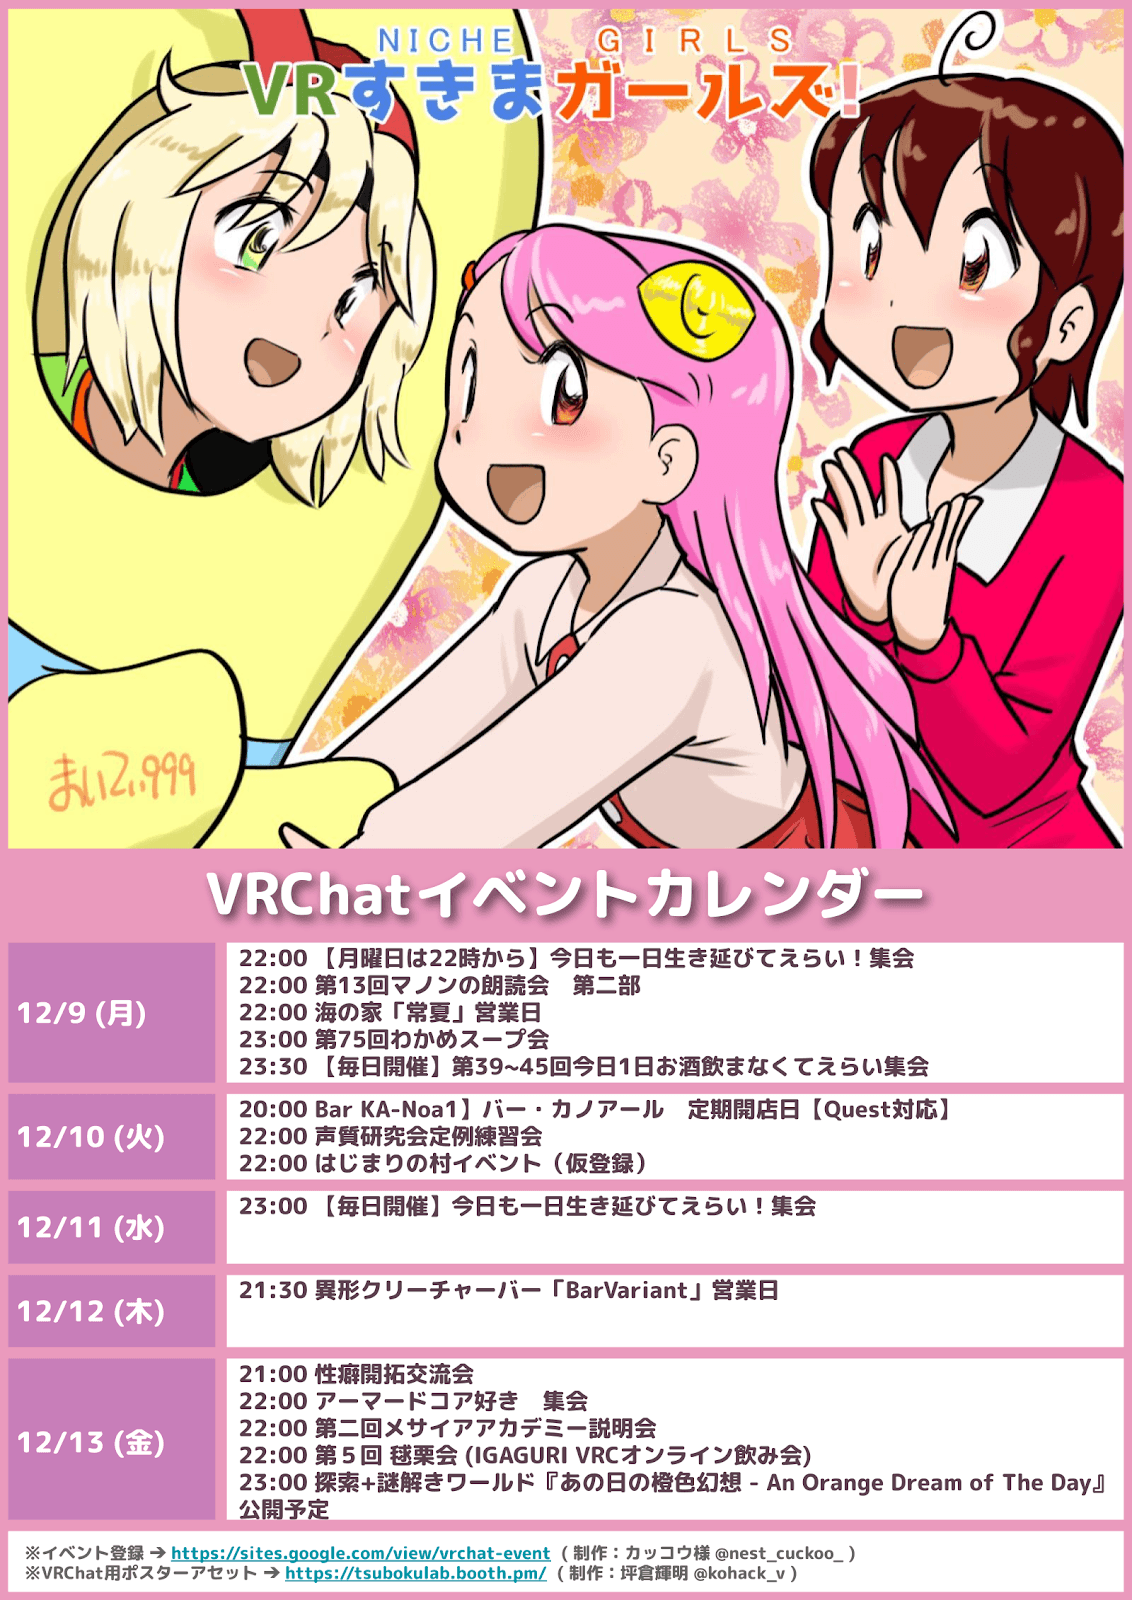 NICHE GIRLS
VRすきまガールズ!
まいてい999
VRChatイベントカレンダー
12/9 (月)
22:00 【月曜日は22時から】今日も一日生き延びてえらい！集会
22:00 第13回マノンの朗読会　第二部
22:00 海の家「常夏」営業日
23:00 第75回わかめスープ会
23:30 【毎日開催】第39~45回今日1日お酒飲まなくてえらい集会
12/10 (火)
20:00 Bar KA-Noa1】バー・カノアール　定期開店日【Quest対応】
22:00 声質研究会定例練習会
22:00 はじまりの村イベント（仮登録）
12/11 (水)
23:00 【毎日開催】今日も一日生き延びてえらい！集会
12/12 (木)
21:30 異形クリーチャーバー「BarVariant」営業日
12/13 (金)
21:00 性癖開拓交流会
22:00 アーマードコア好き　集会
22:00 第二回メサイアアカデミー説明会
22:00 第５回 毬栗会 (IGAGURI VRCオンライン飲み会)
23:00 探索+謎解きワールド『あの日の橙色幻想 - An Orange Dream of The Day』
公開予定
※イベント登録 → https://sites.google.com/view/vrchat-event （ 制作：カッコウ様 @nest_cuckoo_ ）
※VRChat用ポスターアセット → https://tsubokulab.booth.pm/ （ 制作：坪倉輝明 @kohack_v ）